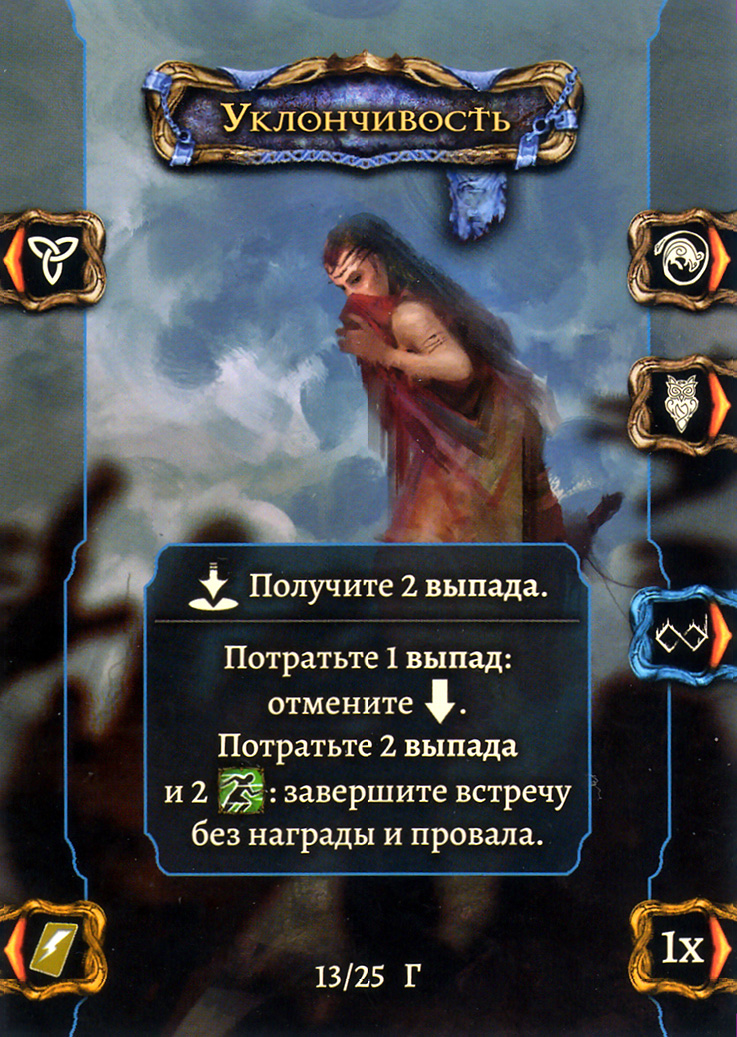 Уклончивость
Получите 2 выпада.
Потратьте 1 выпад:
отмените .
Потратьте 2 выпада
и 2 : завершите встречу
без награды и провала.
1x
13/25 Г